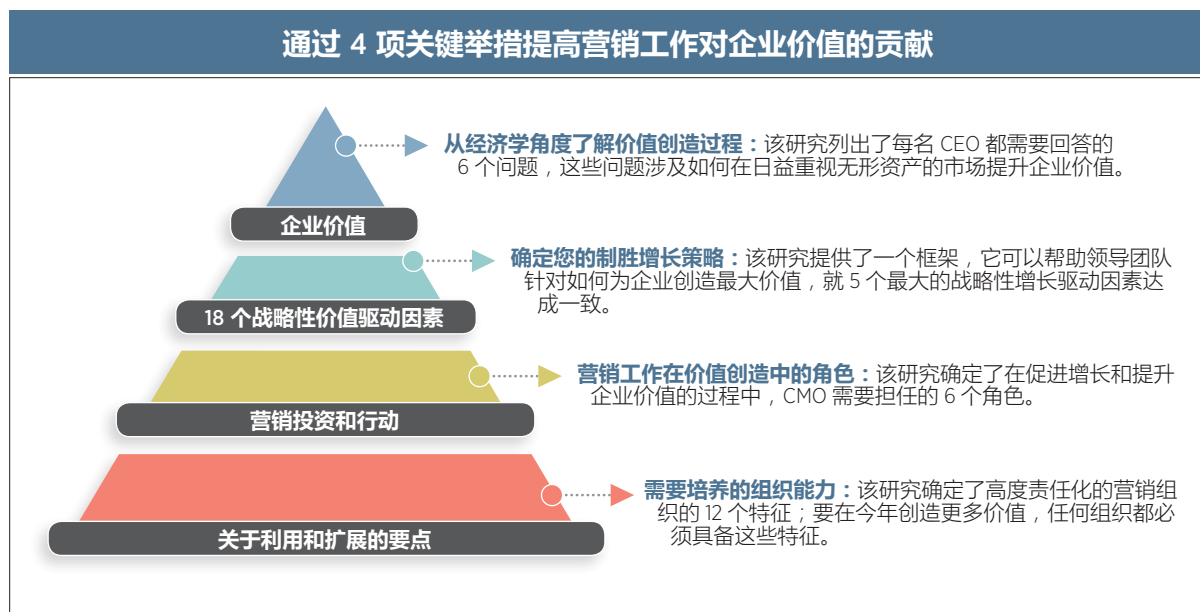 通过 4 项关键举措提高营销工作对企业价值的贡献
从经济学角度了解价值创造过程：该研究列出了每名 CEO 都需要回答的
6 个问题，这些问题涉及如何在日益重视无形资产的市场提升企业价值。
企业价值
确定您的制胜增长策略：该研究提供了一个框架，它可以帮助领导团队
针对如何为企业创造最大价值，就 5 个最大的战略性增长驱动因素达
成一致。
18 个战略性价值驱动因素
营销工作在价值创造中的角色：该研究确定了在促进增长和提升
企业价值的过程中，CMO 需要担任的 6 个角色。
营销投资和行动
需要培养的组织能力：该研究确定了高度责任化的营销组
织的 12 个特征；要在今年创造更多价值，任何组织都必
须具备这些特征。
关于利用和扩展的要点